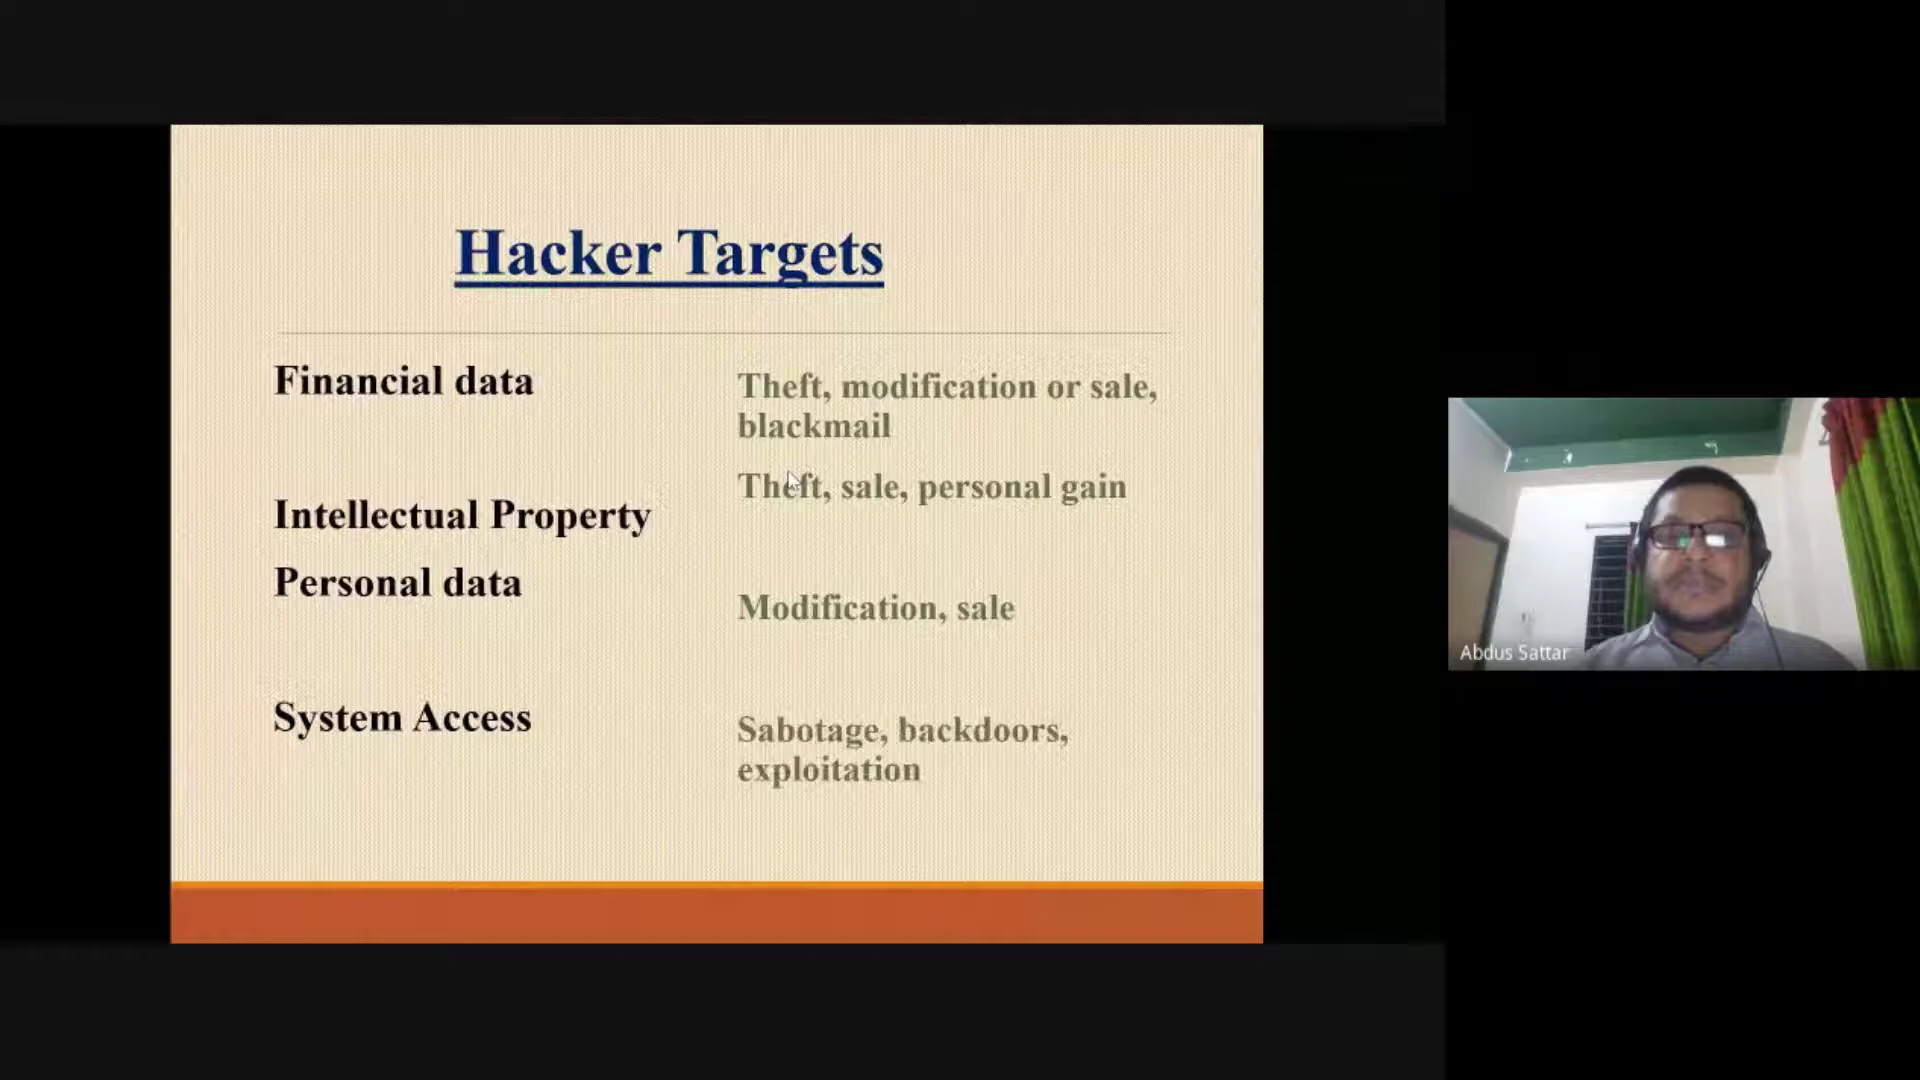 Hacker Targets
Financial data
Theft, modification or sale,
blackmail
Intellectual Property
Theft, sale, personal gain
Personal data
Modification, sale
System Access
Sabotage, backdoors,
exploitation
Abdus Sattar